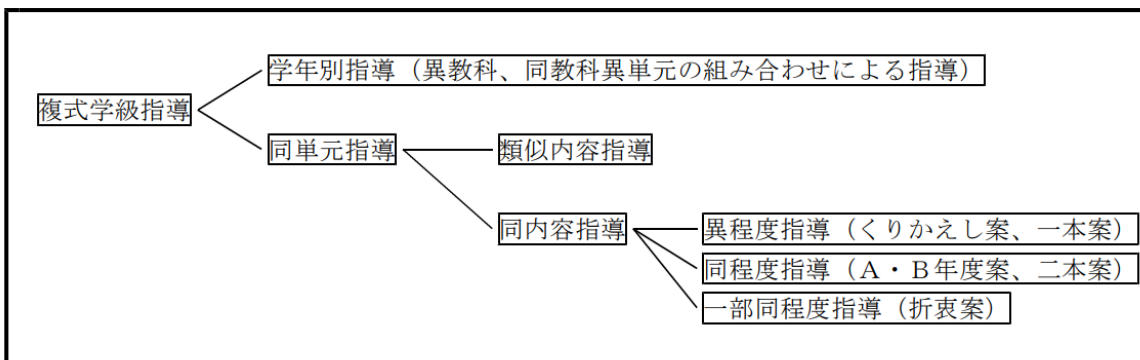 学年別指導（異教科、同教科異単元の組み合わせによる指導）
複式学級指導
同単元指導
類似内容指導
同内容指導
異程度指導（くりかえし案、一本案）
同程度指導（Ａ・Ｂ年度案、二本案）
一部同程度指導（折衷案）